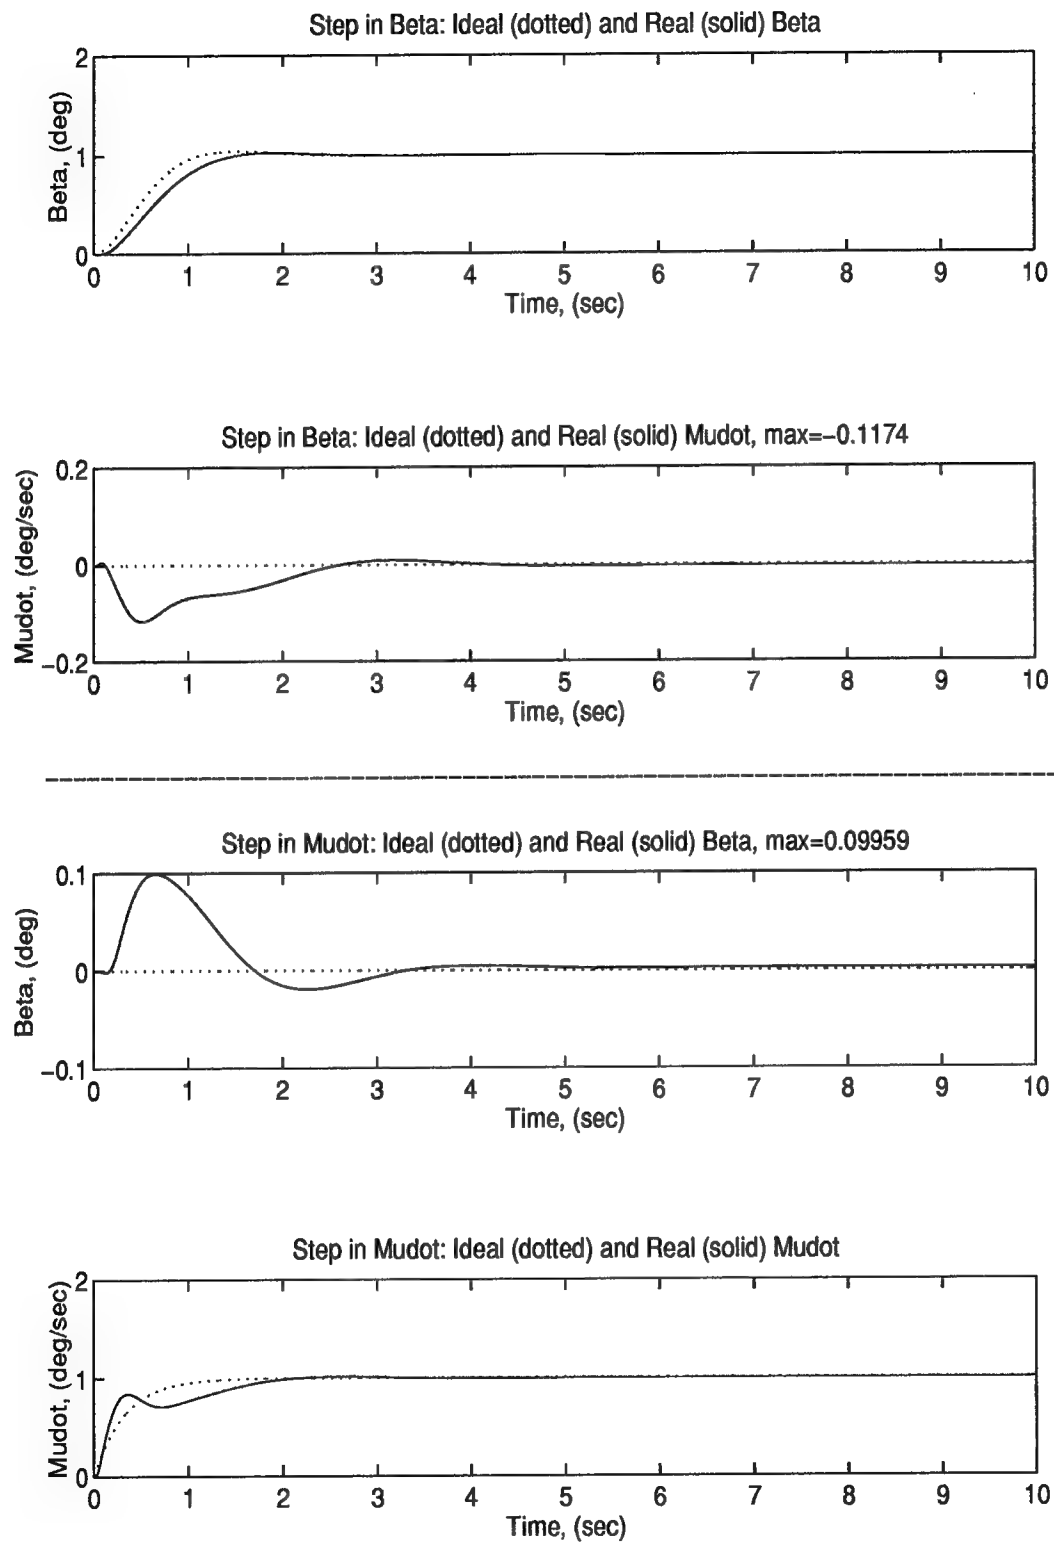 Step in Beta: Ideal (dotted) and Real (solid) Beta
2
1
0
Beta, (deg)
0 1 2 3 4 5 6 7 8 9 10
Time, (sec)
Step in Beta: Ideal (dotted) and Real (solid) Mudot, max=−0.1174
0.2
0
−0.2
Mudot, (deg/sec)
0 1 2 3 4 5 6 7 8 9 10
Time, (sec)
Step in Mudot: Ideal (dotted) and Real (solid) Beta, max=0.09959
0.1
0
−0.1
Beta, (deg)
0 1 2 3 4 5 6 7 8 9 10
Time, (sec)
Step in Mudot: Ideal (dotted) and Real (solid) Mudot
2
1
0
Mudot, (deg/sec)
0 1 2 3 4 5 6 7 8 9 10
Time, (sec)